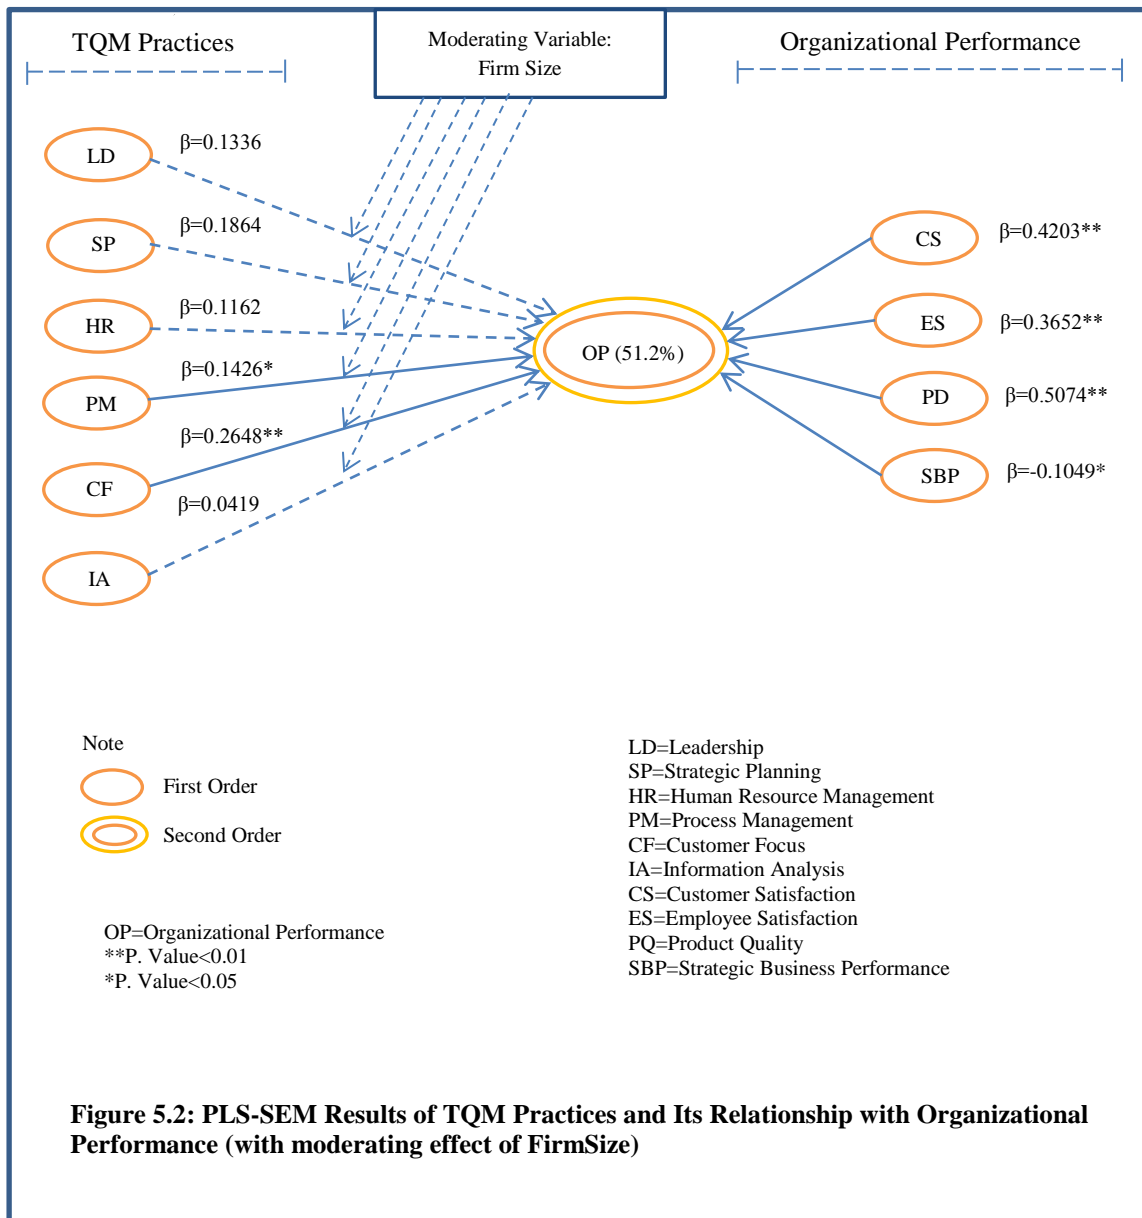 TQM Practices
Moderating Variable:
Firm Size
Organizational Performance
LD
β=0.1336
SP
β=0.1864
HR
β=0.1162
PM
β=0.1426*
CF
β=0.2648**
IA
β=0.0419
OP (51.2%)
CS
β=0.4203**
ES
β=0.3652**
PD
β=0.5074**
SBP
β=-0.1049*
Note
First Order
Second Order
OP=Organizational Performance
**P. Value<0.01
*P. Value<0.05
LD=Leadership
SP=Strategic Planning
HR=Human Resource Management
PM=Process Management
CF=Customer Focus
IA=Information Analysis
CS=Customer Satisfaction
ES=Employee Satisfaction
PQ=Product Quality
SBP=Strategic Business Performance
Figure 5.2: PLS-SEM Results of TQM Practices and Its Relationship with Organizational
Performance (with moderating effect of FirmSize)